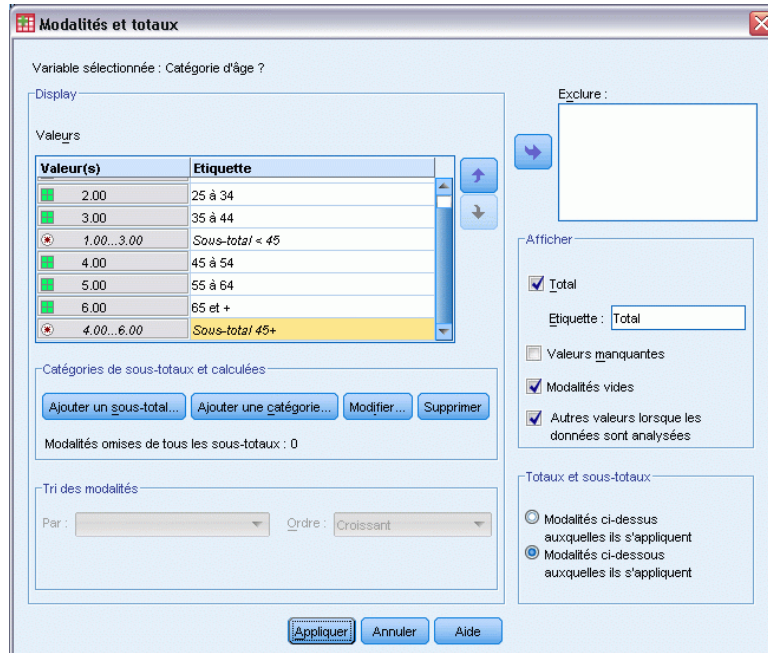 Modalités et totaux
Variable sélectionnée : Catégorie d'âge ?
Display
Valeurs
Valeur(s) Etiquette
2.00 25 à 34
3.00 35 à 44
1.00...3.00 Sous-total < 45
4.00 45 à 54
5.00 55 à 64
6.00 65 et +
4.00...6.00 Sous-total 45+
Catégories de sous-totaux et calculées
Ajouter un sous-total... Ajouter une catégorie... Modifier... Supprimer
Modalités omises de tous les sous-totaux : 0
Tri des modalités
Par : Ordre : Croissant
Exclure :
Afficher
Total
Etiquette : Total
Valeurs manquantes
Modalités vides
Autres valeurs lorsque les
données sont analysées
Totaux et sous-totaux
Modalités ci-dessus
auxquelles ils s'appliquent
Modalités ci-dessous
auxquelles ils s'appliquent
Appliquer Annuler Aide